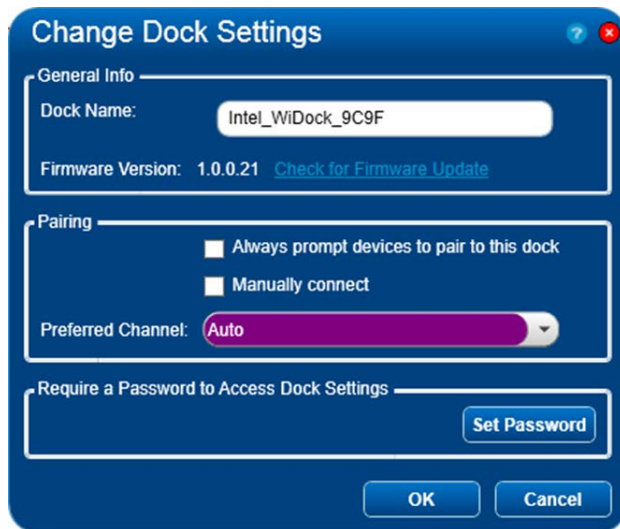 Change Dock Settings
?
General Info
Dock Name: Intel_WiDock_9C9F
Firmware Version: 1.0.0.21 Check for Firmware Update
Pairing
Always prompt devices to pair to this dock
Manually connect
Preferred Channel: Auto
Require a Password to Access Dock Settings
Set Password
OK Cancel